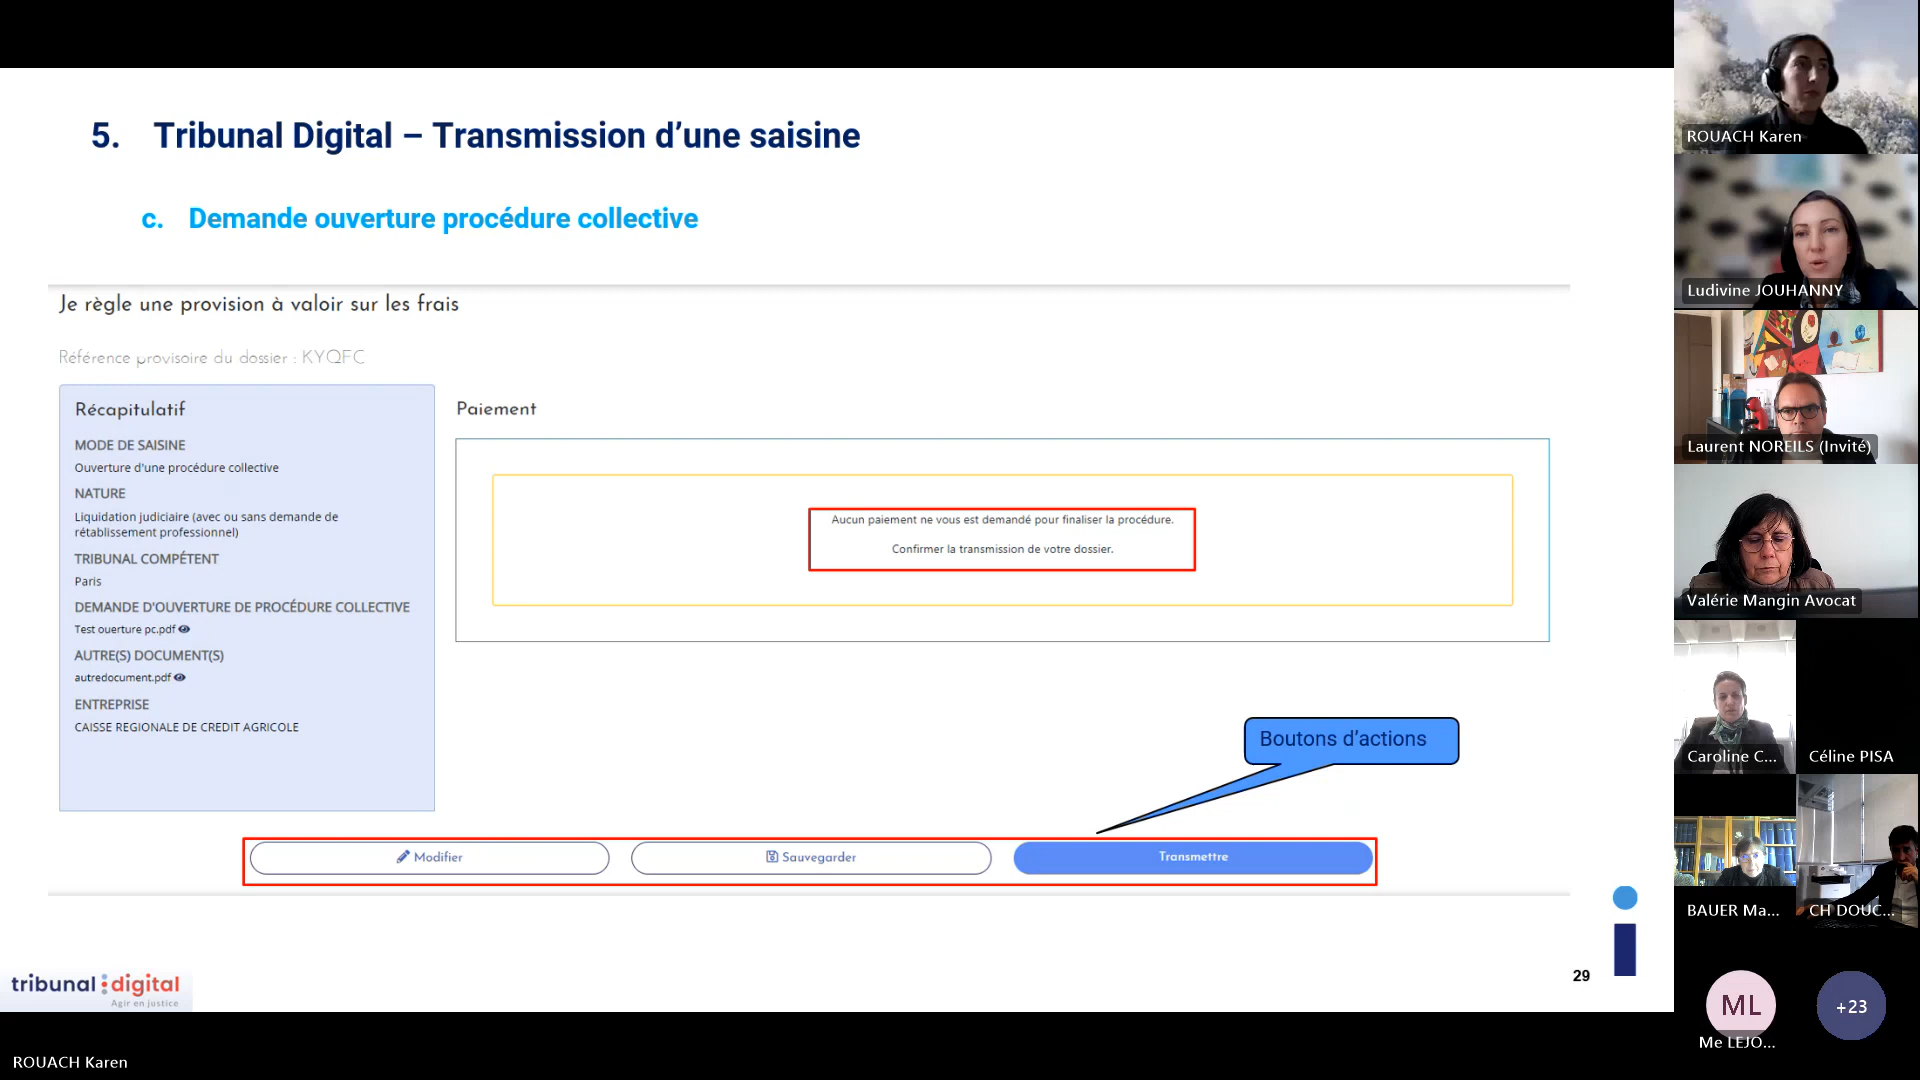 5. Tribunal Digital – Transmission d’une saisine
c. Demande ouverture procédure collective
Je règle une provision à valoir sur les frais
Référence provisoire du dossier : KYQFC
Récapitulatif
MODE DE SAISINE
Ouverture d'une procédure collective
NATURE
Liquidation judiciaire (avec ou sans demande de
rétablissement professionnel)
TRIBUNAL COMPÉTENT
Paris
DEMANDE D'OUVERTURE DE PROCÉDURE COLLECTIVE
Test ouerture pc.pdf
AUTRE(S) DOCUMENT(S)
autredocument.pdf
ENTREPRISE
CAISSE REGIONALE DE CREDIT AGRICOLE
Paiement
Aucun paiement ne vous est demandé pour finaliser la procédure.
Confirmer la transmission de votre dossier.
Boutons d’actions
Modifier
Sauvegarder
Transmettre
29
tribunal digital
Agir en justice
ROUACH Karen
ROUACH Karen
Ludivine JOUHANNY
Laurent NOREILS (Invité)
Valérie Mangin Avocat
Caroline C...
Céline PISA
BAUER Ma...
CH DOUC...
ML
+23
Me LEJO...